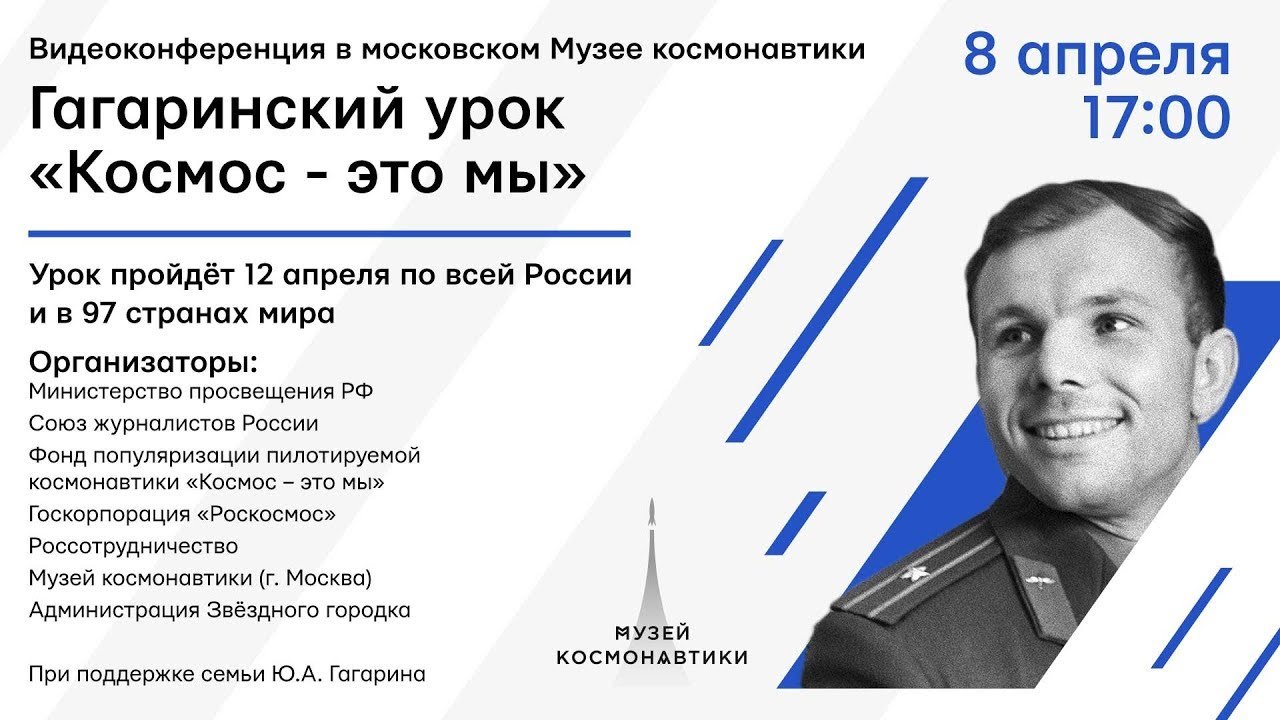 Видеоконференция в московском Музее космонавтики
Гагаринский урок
«Космос - это мы»
8 апреля
17:00
Урок пройдёт 12 апреля по всей России
и в 97 странах мира
Организаторы:
Министерство просвещения РФ
Союз журналистов России
Фонд популяризации пилотируемой
космонавтики «Космос – это мы»
Госкорпорация «Роскосмос»
Россотрудничество
Музей космонавтики (г. Москва)
Администрация Звёздного городка
При поддержке семьи Ю.А. Гагарина
МУЗЕЙ
КОСМОНАВТИКИ